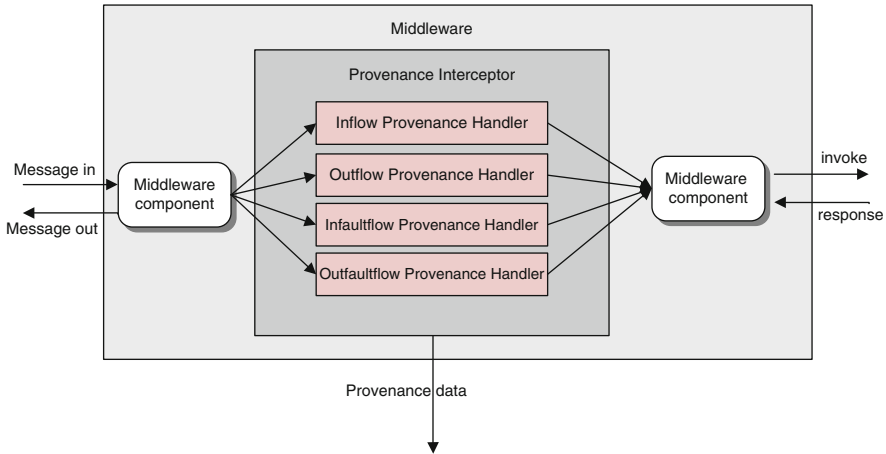 Middleware
Provenance Interceptor
Inflow Provenance Handler
Outflow Provenance Handler
Infaultflow Provenance Handler
Outfaultflow Provenance Handler
Message in
Message out
Middleware
component
Middleware
component
invoke
response
Provenance data